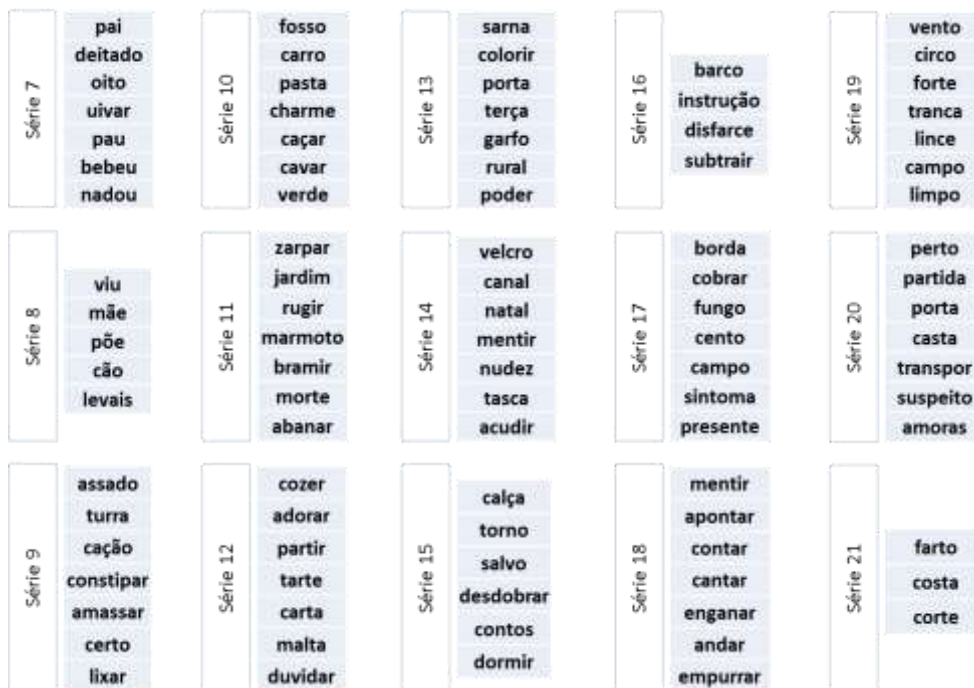 Série 7
pai
deitado
oito
uivar
pau
bebeu
nadou
Série 10
fosso
carro
pasta
charme
caçar
cavar
verde
Série 13
sarna
colorir
porta
terça
garfo
rural
poder
Série 16
barco
instrução
disfarce
subtrair
Série 19
vento
circo
forte
tranca
lince
campo
limpo
Série 8
viu
mãe
põe
cão
levais
Série 11
zarpar
jardim
rugir
marmoto
bramir
morte
abanar
Série 14
velcro
canal
natal
mentir
nudez
tasca
acudir
Série 17
borda
cobrar
fungo
cento
campo
sintoma
presente
Série 20
perto
partida
porta
casta
transpor
suspeito
amoras
Série 9
assado
turra
cação
constipar
amassar
certo
lixar
Série 12
cozer
adorar
partir
tarte
carta
malta
duvidar
Série 15
calça
torno
salvo
desdobrar
contos
dormir
Série 18
mentir
apontar
contar
cantar
enganar
andar
empurrar
Série 21
farto
costa
corte